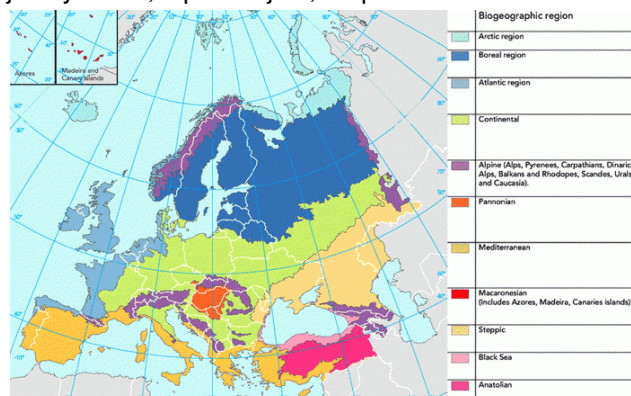 Azores
Madeira and
Canary Islands
Biogeographic region
Arctic region
Boreal region
Atlantic region
Continental
Alpine (Alps, Pyrenees, Carpathians, Dinaric
Alps, Balkans and Rhodopes, Scandes, Urals
and Caucasia).
Pannonian
Mediterranean
Macaronesian
(Includes Azores, Madeira, Canaries islands)
Steppic
Black Sea
Anatolian